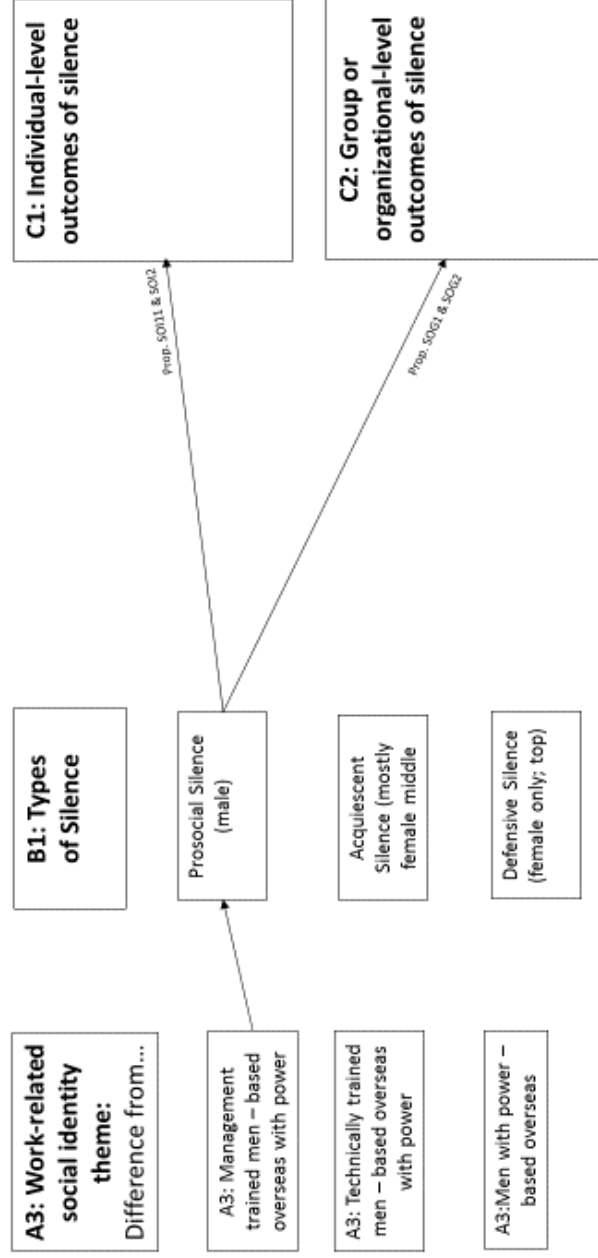 A3: Work-related
social identity
theme:
Difference from...
A3: Management
trained men – based
overseas with power
A3: Technically trained
men – based overseas
with power
A3:Men with power –
based overseas
B1: Types
of Silence
Prosocial Silence
(male)
Acquiescent
Silence (mostly
female middle
Defensive Silence
(female only; top)
Prop. SOI11 & SOI2
Prop. SOG1 & SOG2
C1: Individual-level
outcomes of silence
C2: Group or
organizational-level
outcomes of silence